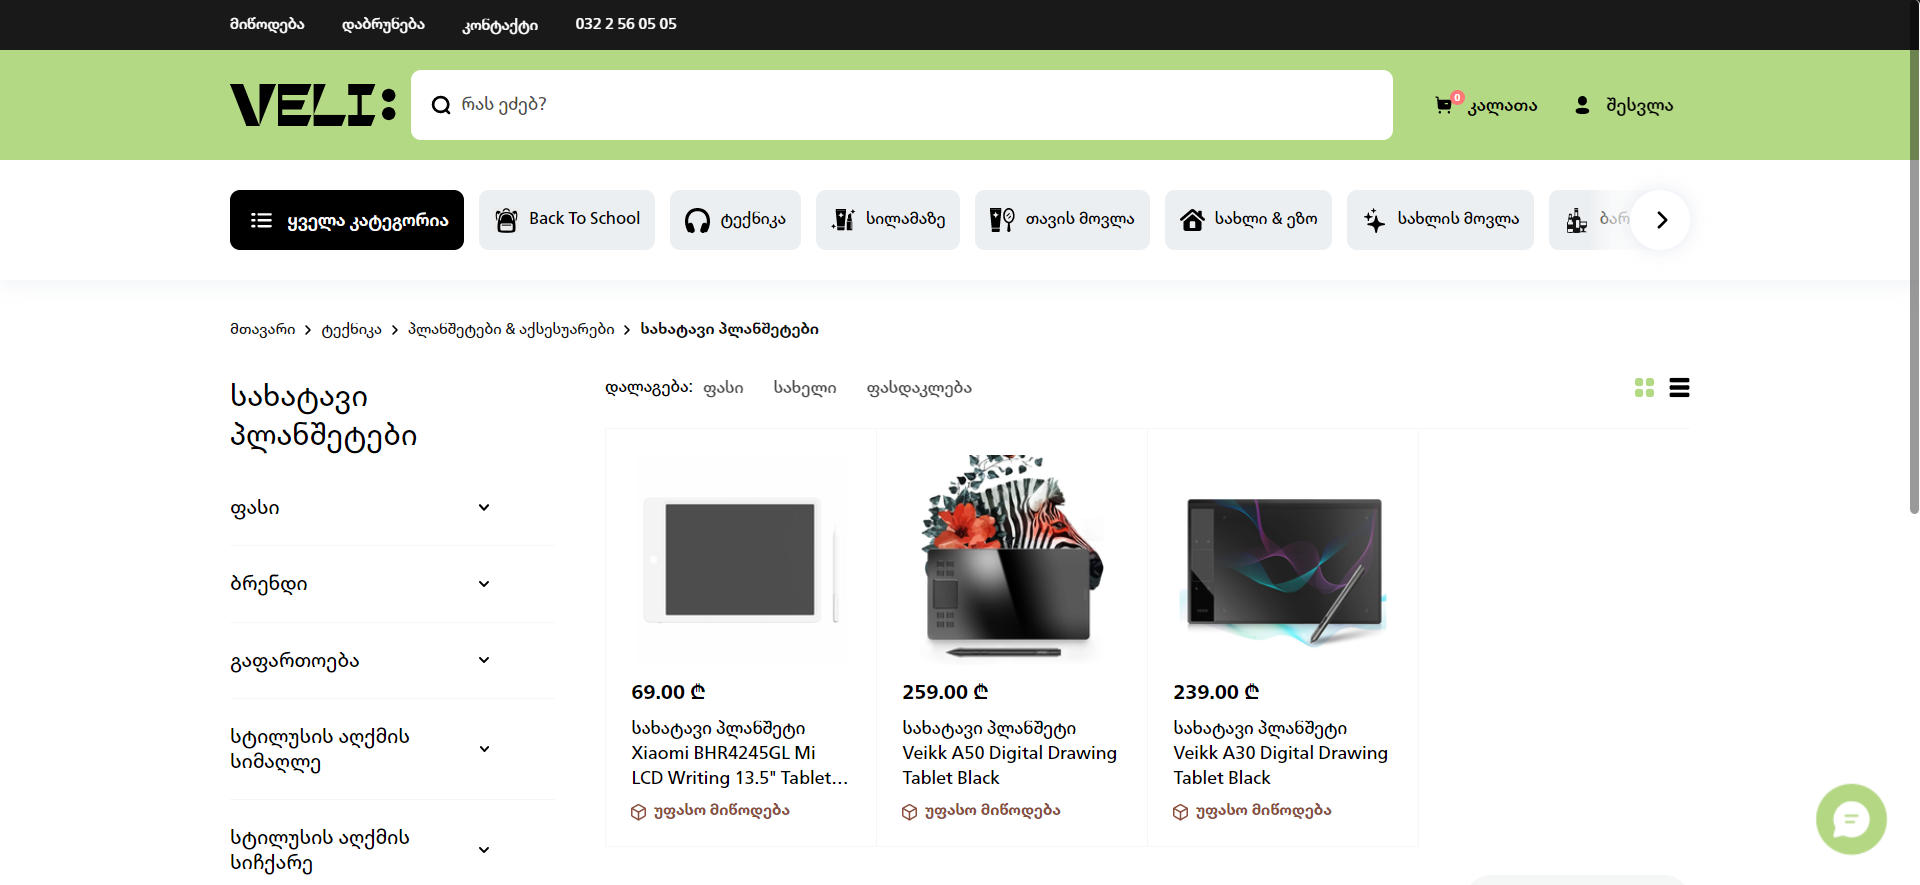 მიწოდება დაბრუნება კონტაქტი 032 2 56 05 05
VELI:
რას ეძებ?
0 კალათა
შესვლა
ყველა კატეგორია
Back To School
ტექნიკა
სილამაზე
თავის მოვლა
სახლი & ეზო
სახლის მოვლა
ბარ
მთავარი > ტექნიკა > პლანშეტები & აქსესუარები > სახატავი პლანშეტები
სახატავი
პლანშეტები
ფასი
ბრენდი
გაფართოება
სტილუსის აღქმის
სიმაღლე
სტილუსის აღქმის
სიჩქარე
დალაგება: ფასი სახელი ფასდაკლება
69.00 ₾
სახატავი პლანშეტი
Xiaomi BHR4245GL Mi
LCD Writing 13.5" Tablet...
უფასო მიწოდება
259.00 ₾
სახატავი პლანშეტი
Veikk A50 Digital Drawing
Tablet Black
უფასო მიწოდება
239.00 ₾
სახატავი პლანშეტი
Veikk A30 Digital Drawing
Tablet Black
უფასო მიწოდება